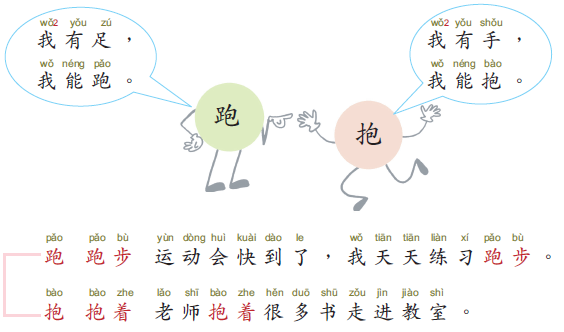 wǒ2 yǒu zú
我有足，
wǒ néng pǎo
我能跑。
wǒ2 yǒu shǒu
我有手，
wǒ néng bào
我能抱。
跑
抱
pǎo pǎo bù yùn dòng huì kuài dào le wǒ tiān tiān liàn xí pǎo bù
跑 跑步 运动会快到了，我天天练习跑步。
bào bào zhe lǎo shī bào zhe hěn duō shū zǒu jìn jiào shì
抱 抱着 老师抱着很多书走进教室。